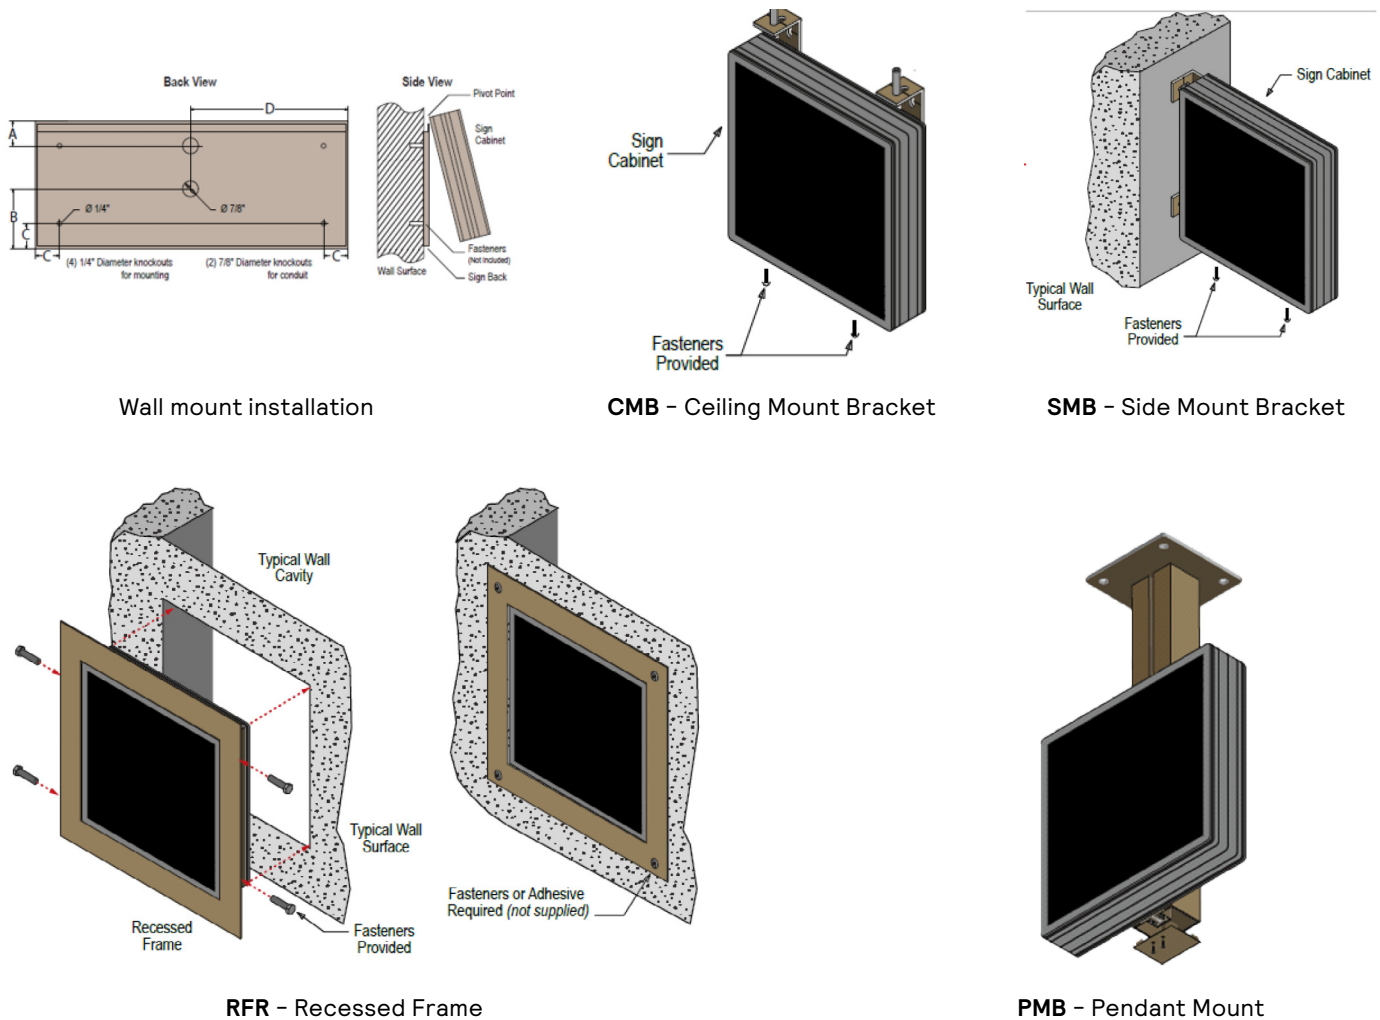 Back View
Side View
D
A
B
C
C
C
Ø 1/4"
Ø 7/8"
(4) 1/4" Diameter knockouts
for mounting
(2) 7/8" Diameter knockouts
for conduit
Pivot Point
Sign
Cabinet
Fasteners
(Not Included)
Wall Surface
Sign Back
Wall mount installation
Sign
Cabinet
Fasteners
Provided
CMB - Ceiling Mount Bracket
Sign Cabinet
Typical Wall
Surface
Fasteners
Provided
SMB - Side Mount Bracket
Typical Wall
Cavity
Typical Wall
Surface
Recessed
Frame
Fasteners
Provided
Fasteners or Adhesive
Required (not supplied)
RFR - Recessed Frame
PMB - Pendant Mount